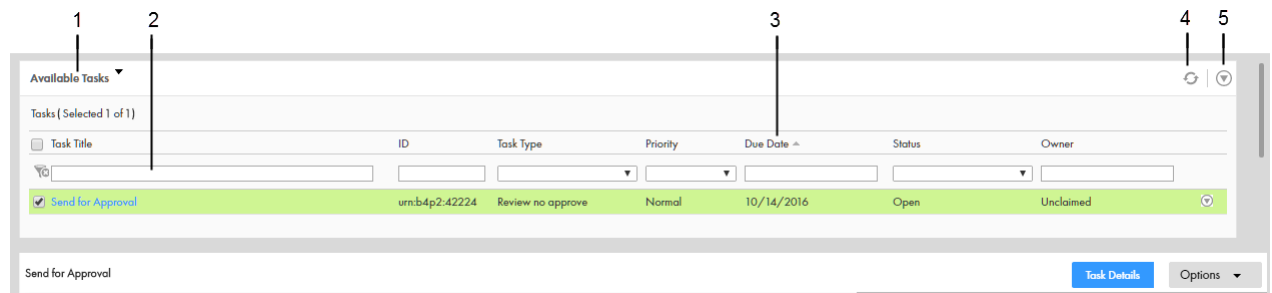 1 2 3 4 5
Available Tasks
Tasks ( Selected 1 of 1)
Task Title ID Task Type Priority Due Date Status Owner
Send for Approval urn:b4p2:42224 Review no approve Normal 10/14/2016 Open Unclaimed
Send for Approval Task Details Options